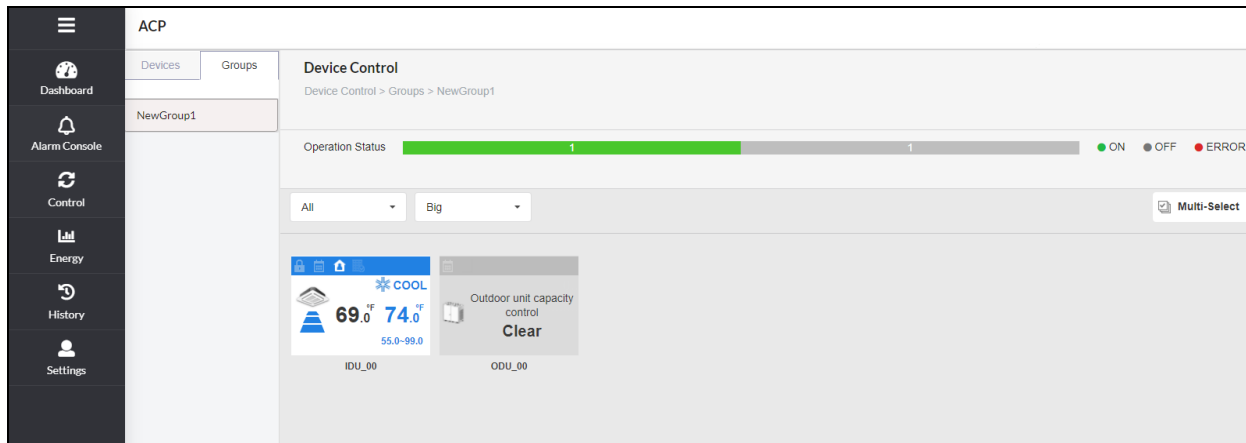 ACP
Dashboard
Alarm Console
Control
Energy
History
Settings
Devices
Groups
NewGroup1
Device Control
Device Control > Groups > NewGroup1
Operation Status
1
1
ON
OFF
ERROR
All
Big
Multi-Select
COOL
69.0 °F 74.0 °F
55.0~99.0
IDU_00
Outdoor unit capacity
control
Clear
ODU_00